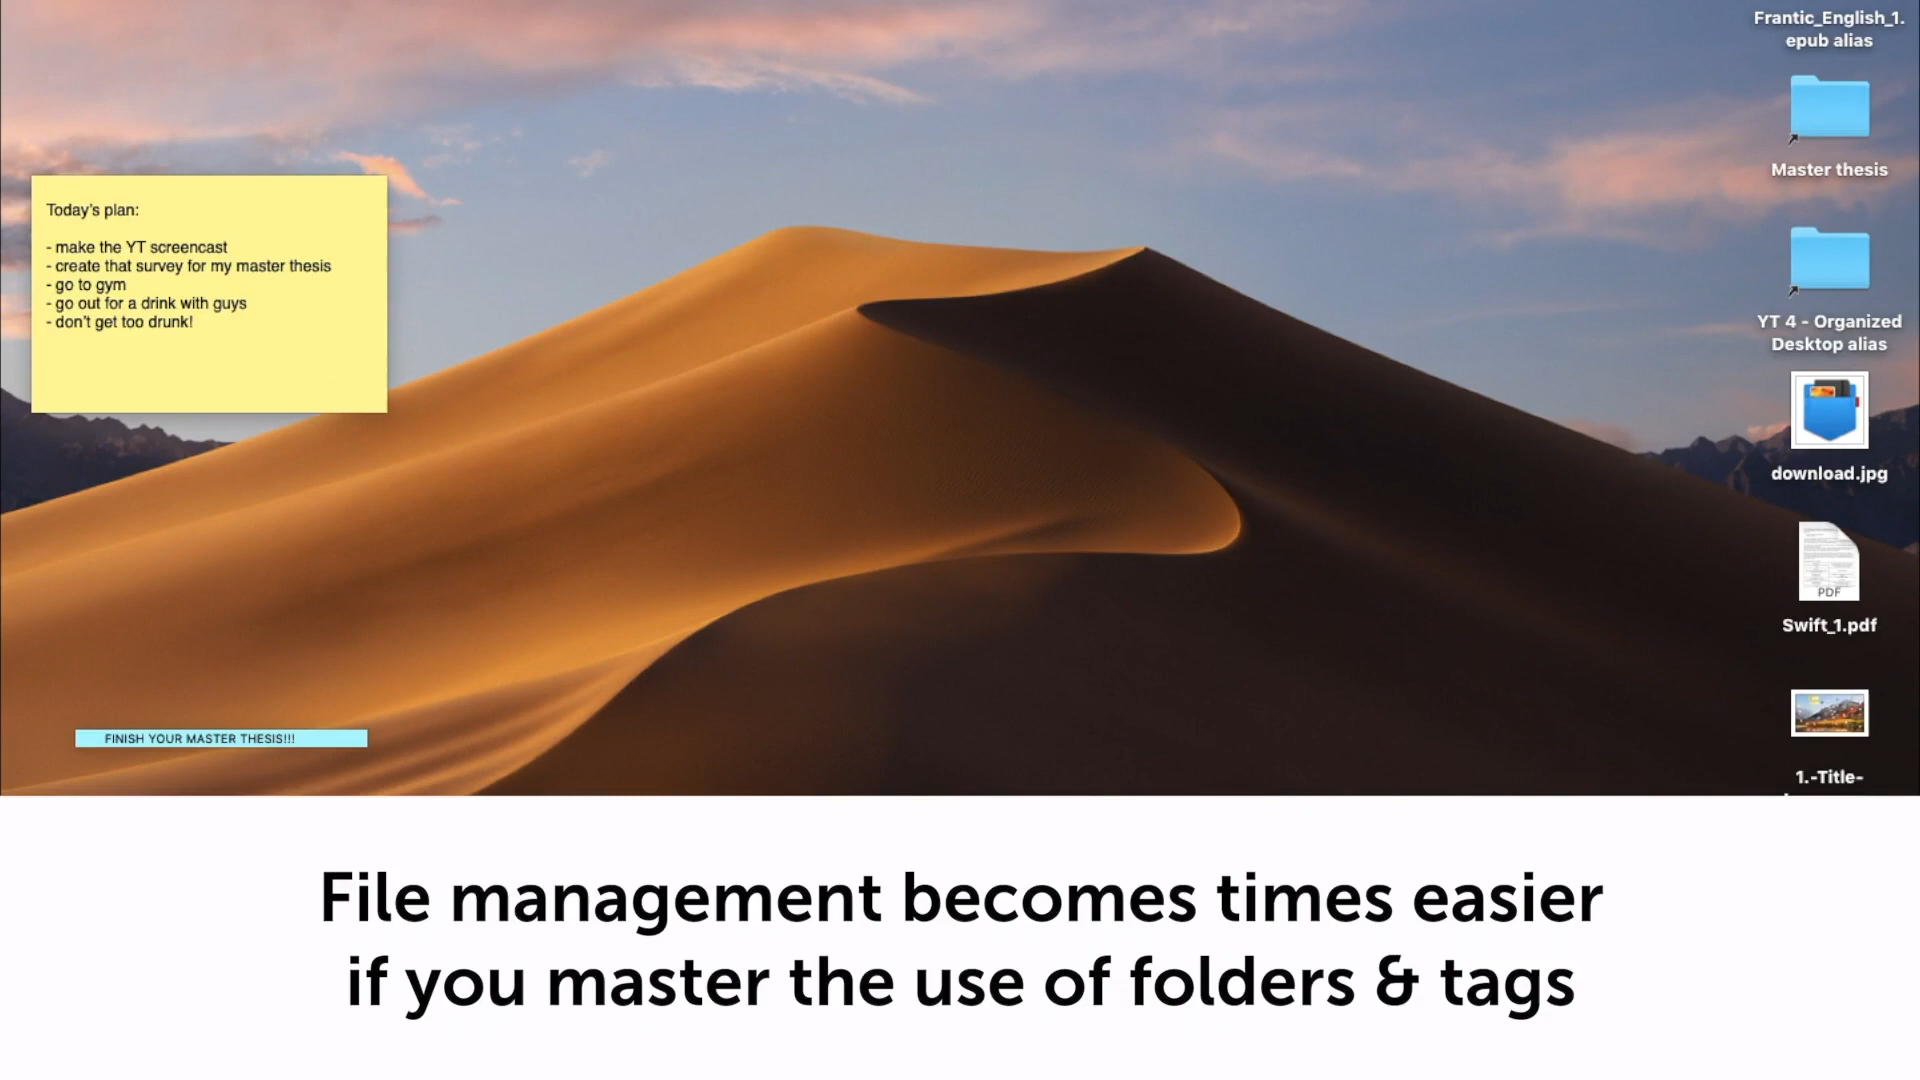 Today's plan:
- make the YT screencast
- create that survey for my master thesis
- go to gym
- go out for a drink with guys
- don't get too drunk!
FINISH YOUR MASTER THESIS!!!
Frantic_English_1.
epub alias
Master thesis
YT 4 - Organized
Desktop alias
download.jpg
PDF
Swift_1.pdf
1.-Title-
File management becomes times easier
if you master the use of folders & tags